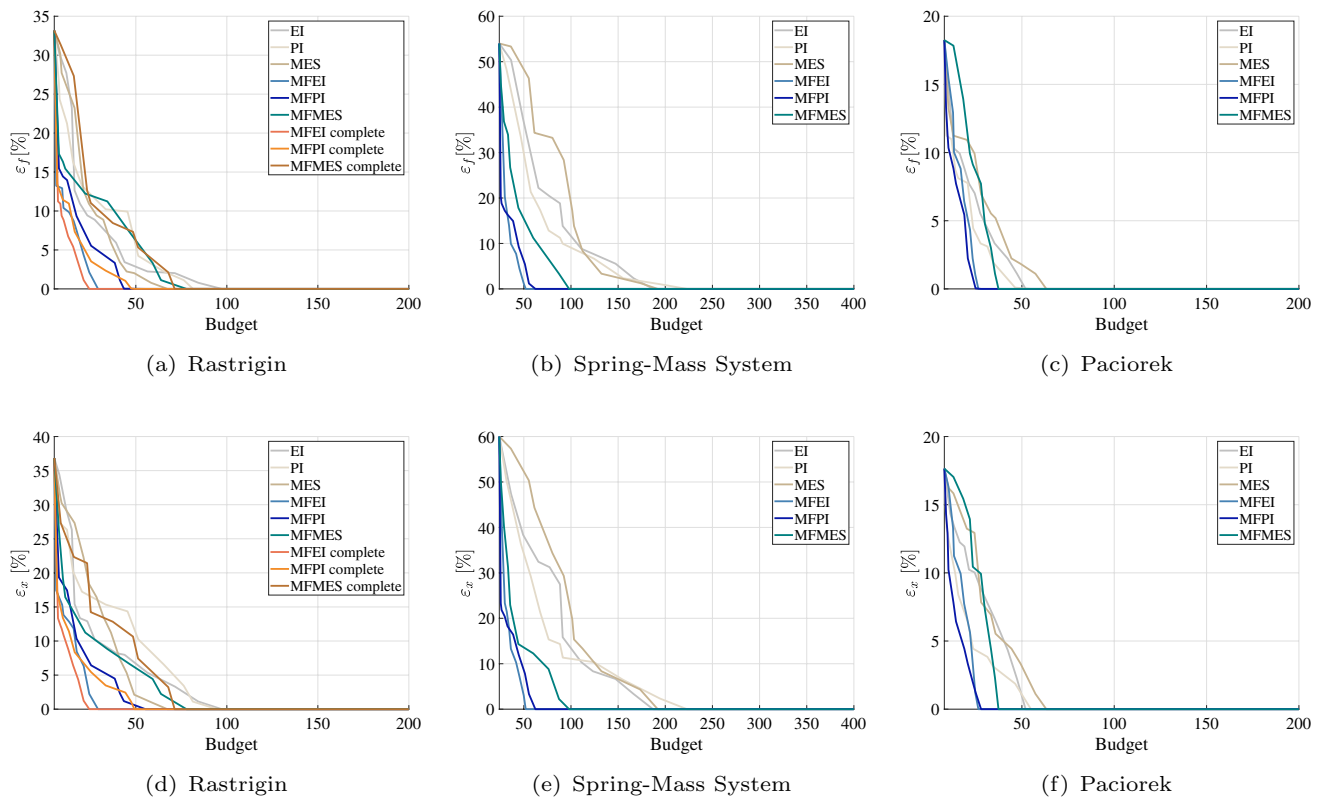 35
30
25
20
15
10
5
0
εf [%]
50
100
150
200
Budget
EI
PI
MES
MFEI
MFPI
MFMES
MFEI complete
MFPI complete
MFMES complete
(a) Rastrigin
60
50
40
30
20
10
0
εf [%]
50
100
150
200
250
300
350
400
Budget
EI
PI
MES
MFEI
MFPI
MFMES
(b) Spring-Mass System
20
15
10
5
0
εf [%]
50
100
150
200
Budget
EI
PI
MES
MFEI
MFPI
MFMES
(c) Paciorek
40
35
30
25
20
15
10
5
0
εx [%]
50
100
150
200
Budget
EI
PI
MES
MFEI
MFPI
MFMES
MFEI complete
MFPI complete
MFMES complete
(d) Rastrigin
60
50
40
30
20
10
0
εx [%]
50
100
150
200
250
300
350
400
Budget
EI
PI
MES
MFEI
MFPI
MFMES
(e) Spring-Mass System
20
15
10
5
0
εx [%]
50
100
150
200
Budget
EI
PI
MES
MFEI
MFPI
MFMES
(f) Paciorek